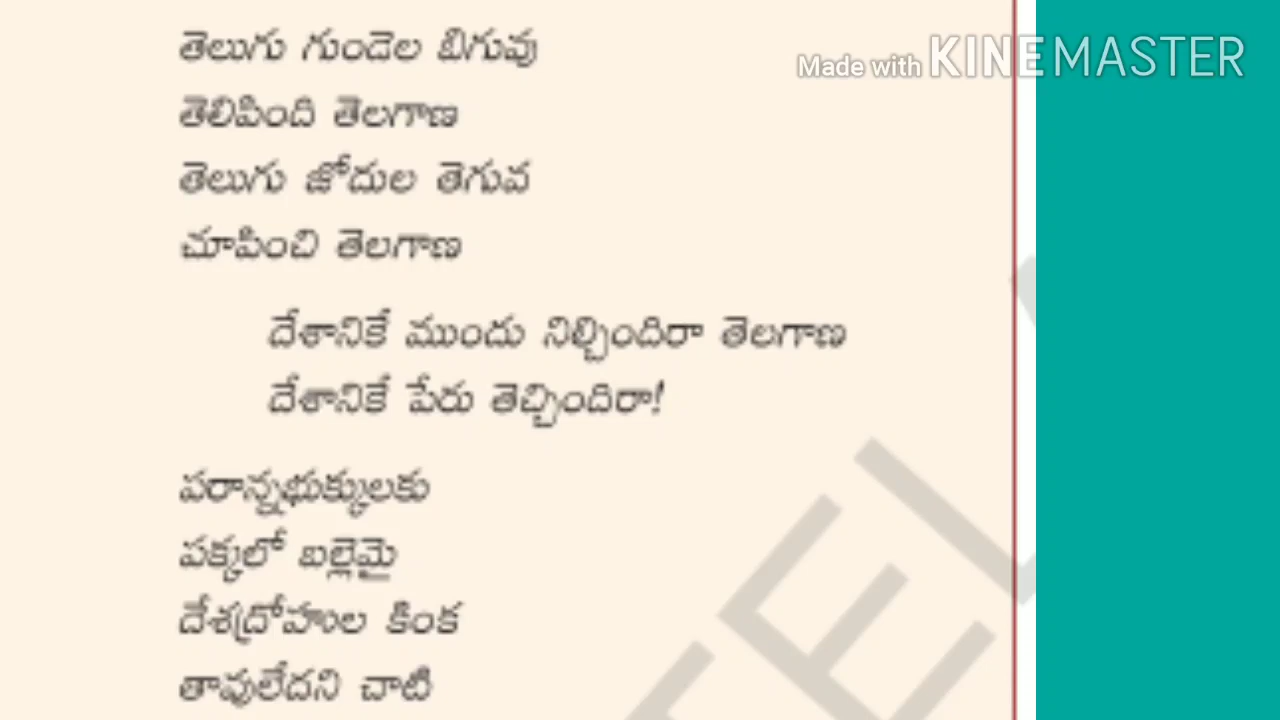 తెలుగు గుండెల బిగువు
Made with KINEMASTER
తెలిపింది తెలగాణ
తెలుగు జోదుల తెగువ
చూపించి తెలగాణ
దేశానికే ముందు నిల్చిందిరా తెలగాణ
దేశానికే పేరు తెచ్చిందిరా!
పరాన్నభుక్కులకు
పక్కలో బల్లెమై
దేశద్రోహుల కింక
తావులేదని చాటి